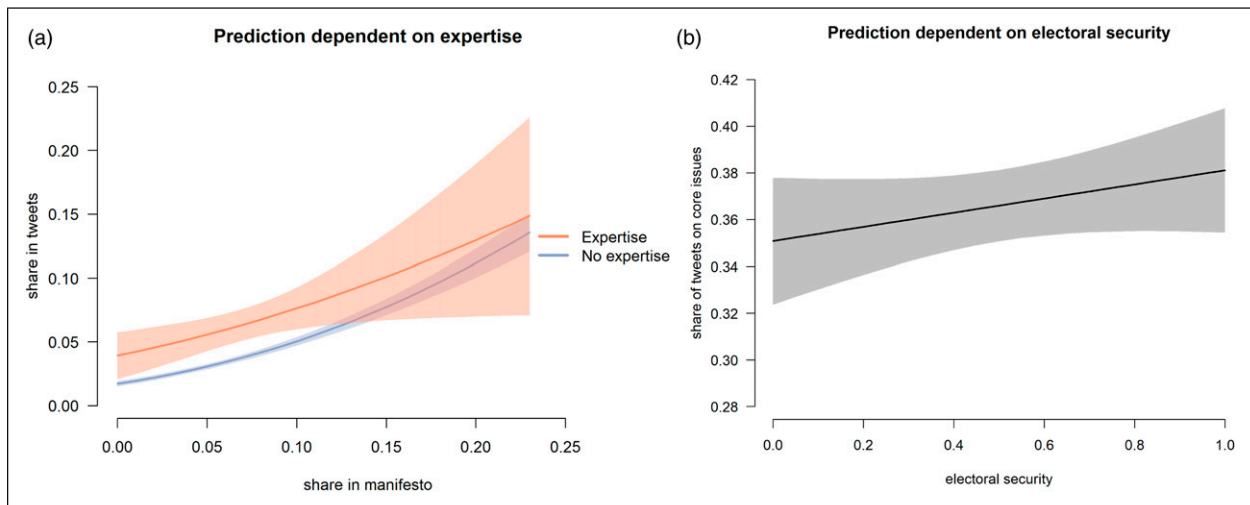 (a)
Prediction dependent on expertise
share in tweets
0.25
0.20
0.15
0.10
0.05
0.00
0.00 0.05 0.10 0.15 0.20 0.25
share in manifesto
Expertise
No expertise
(b)
Prediction dependent on electoral security
share of tweets on core issues
0.42
0.40
0.38
0.36
0.34
0.32
0.30
0.28
0.0 0.2 0.4 0.6 0.8 1.0
electoral security